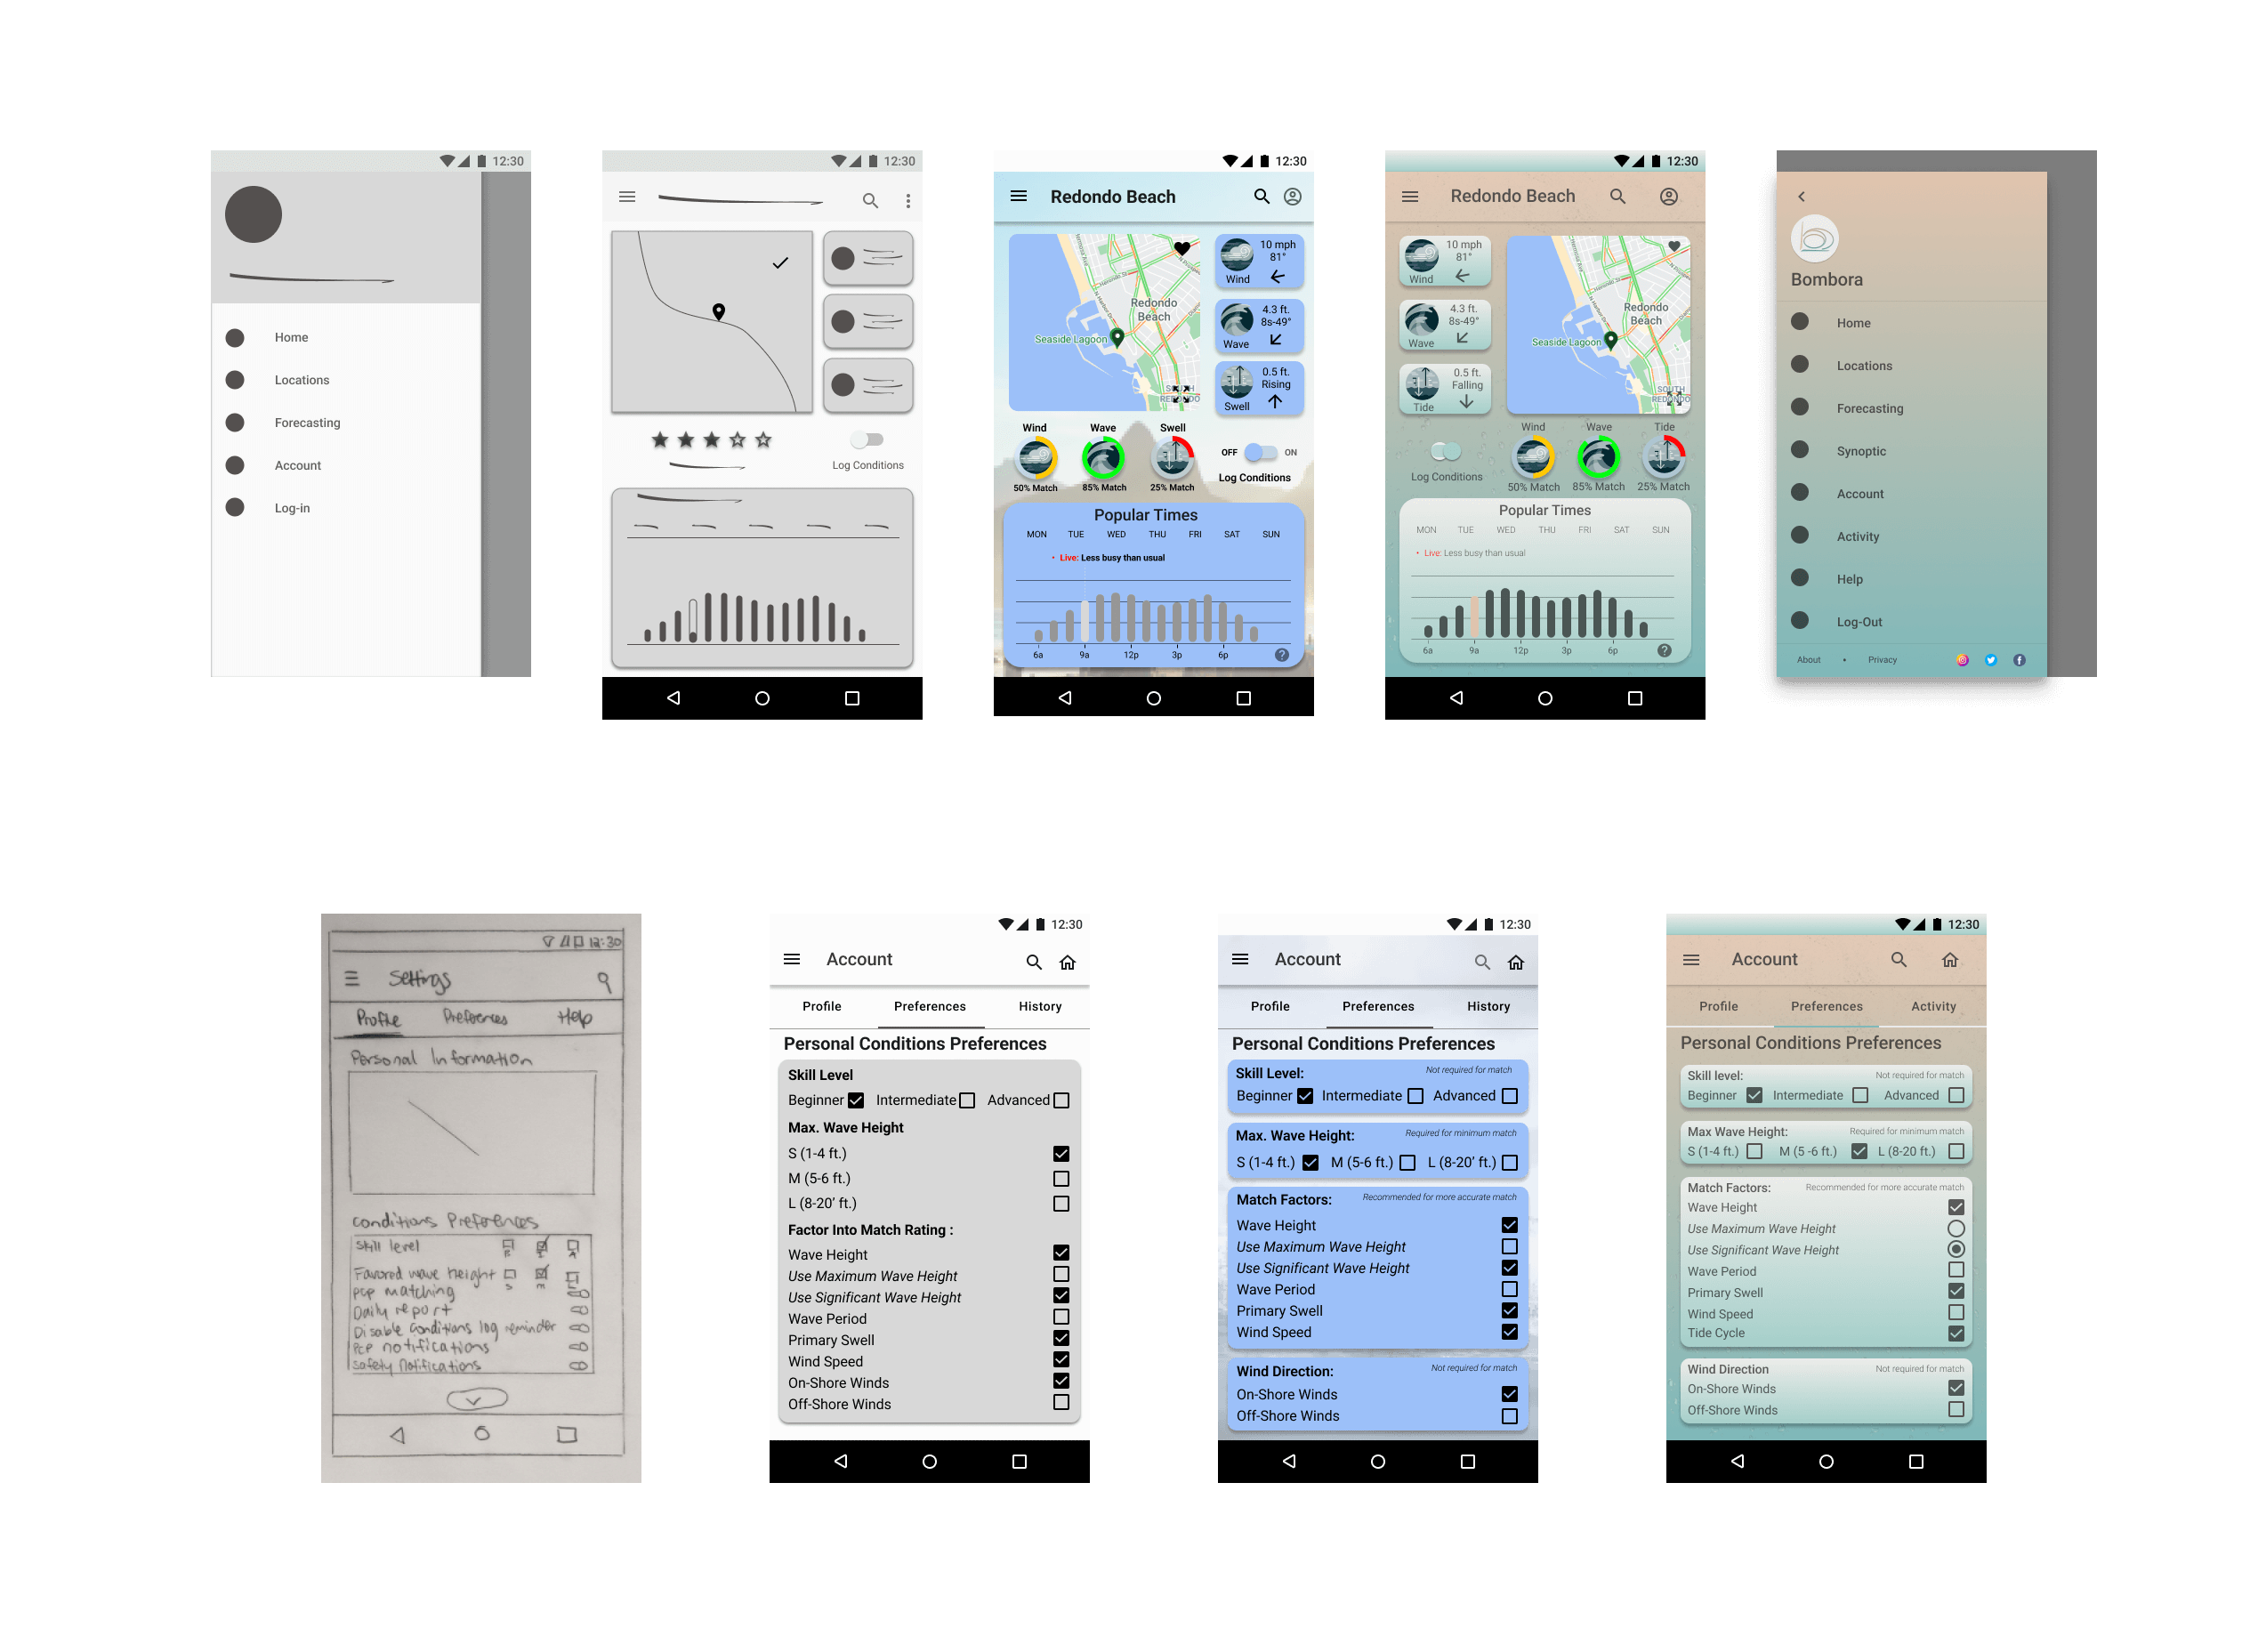 12:30
Home
Locations
Forecasting
Account
Log-in
12:30
Log Conditions
12:30
Redondo Beach
Redondo
Beach
Seaside Lagoon
SOUTH
REDONDO
10 mph
81°
Wind
4.3 ft.
8s-49°
Wave
0.5 ft.
Rising
Swell
Wind Wave Swell
50% Match 85% Match 25% Match
OFF ON
Log Conditions
Popular Times
MON TUE WED THU FRI SAT SUN
• Live: Less busy than usual
6a 9a 12p 3p 6p ?
12:30
Redondo Beach
10 mph
81°
Wind
4.3 ft.
8s-49°
Wave
0.5 ft.
Falling
Tide
Redondo
Beach
Seaside Lagoon
SOUTH
REDONDO
Log Conditions
Wind Wave Tide
50% Match 85% Match 25% Match
Popular Times
MON TUE WED THU FRI SAT SUN
• Live: Less busy than usual
6a 9a 12p 3p 6p ?
Bombora
Home
Locations
Forecasting
Synoptic
Account
Activity
Help
Log-Out
About • Privacy
12:30
Settings
Profile Preferences Help
Personal Information
Conditions Preferences
Skill level
B I A
Favored wave height
S M L
PCP matching
Daily report
Disable conditions log reminder
PCP notifications
Safety notifications
12:30
Account
Profile Preferences History
Personal Conditions Preferences
Skill Level
Beginner Intermediate Advanced
Max. Wave Height
S (1-4 ft.)
M (5-6 ft.)
L (8-20' ft.)
Factor Into Match Rating :
Wave Height
Use Maximum Wave Height
Use Significant Wave Height
Wave Period
Primary Swell
Wind Speed
On-Shore Winds
Off-Shore Winds
12:30
Account
Profile Preferences History
Personal Conditions Preferences
Skill Level: Not required for match
Beginner Intermediate Advanced
Max. Wave Height: Required for minimum match
S (1-4 ft.) M (5-6 ft.) L (8-20' ft.)
Match Factors: Recommended for more accurate match
Wave Height
Use Maximum Wave Height
Use Significant Wave Height
Wave Period
Primary Swell
Wind Speed
Wind Direction: Not required for match
On-Shore Winds
Off-Shore Winds
12:30
Account
Profile Preferences Activity
Personal Conditions Preferences
Skill level: Not required for match
Beginner Intermediate Advanced
Max Wave Height: Required for minimum match
S (1-4 ft.) M (5 -6 ft.) L (8-20 ft.)
Match Factors: Recommended for more accurate match
Wave Height
Use Maximum Wave Height
Use Significant Wave Height
Wave Period
Primary Swell
Wind Speed
Tide Cycle
Wind Direction Not required for match
On-Shore Winds
Off-Shore Winds